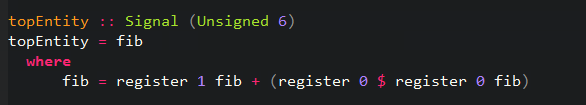 topEntity :: Signal (Unsigned 6)
topEntity = fib
  where
      fib = register 1 fib + (register 0 $ register 0 fib)